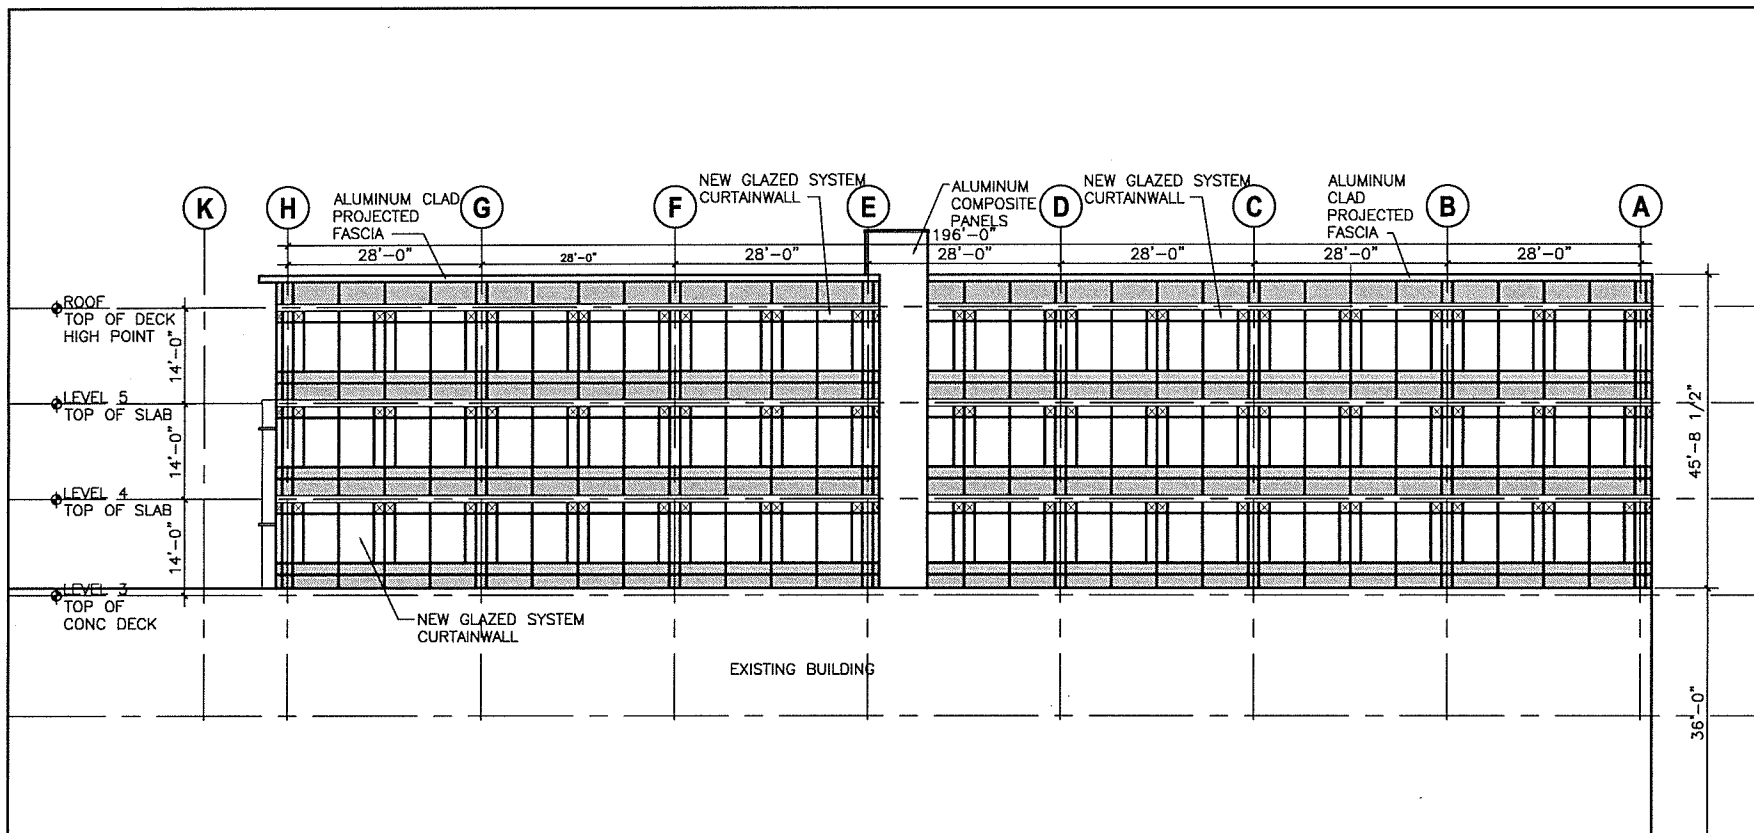 K
H
G
F
E
D
C
B
A
ALUMINUM CLAD
PROJECTED
FASCIA
NEW GLAZED SYSTEM
CURTAINWALL
ALUMINUM
COMPOSITE
PANELS
NEW GLAZED SYSTEM
CURTAINWALL
ALUMINUM
CLAD
PROJECTED
FASCIA
196'-0"
28'-0"
28'-0"
28'-0"
28'-0"
28'-0"
28'-0"
28'-0"
ROOF
TOP OF DECK
HIGH POINT
14'-0"
LEVEL 5
TOP OF SLAB
14'-0"
LEVEL 4
TOP OF SLAB
14'-0"
LEVEL 3
TOP OF
CONC DECK
NEW GLAZED SYSTEM
CURTAINWALL
EXISTING BUILDING
45'-8 1/2"
36'-0"